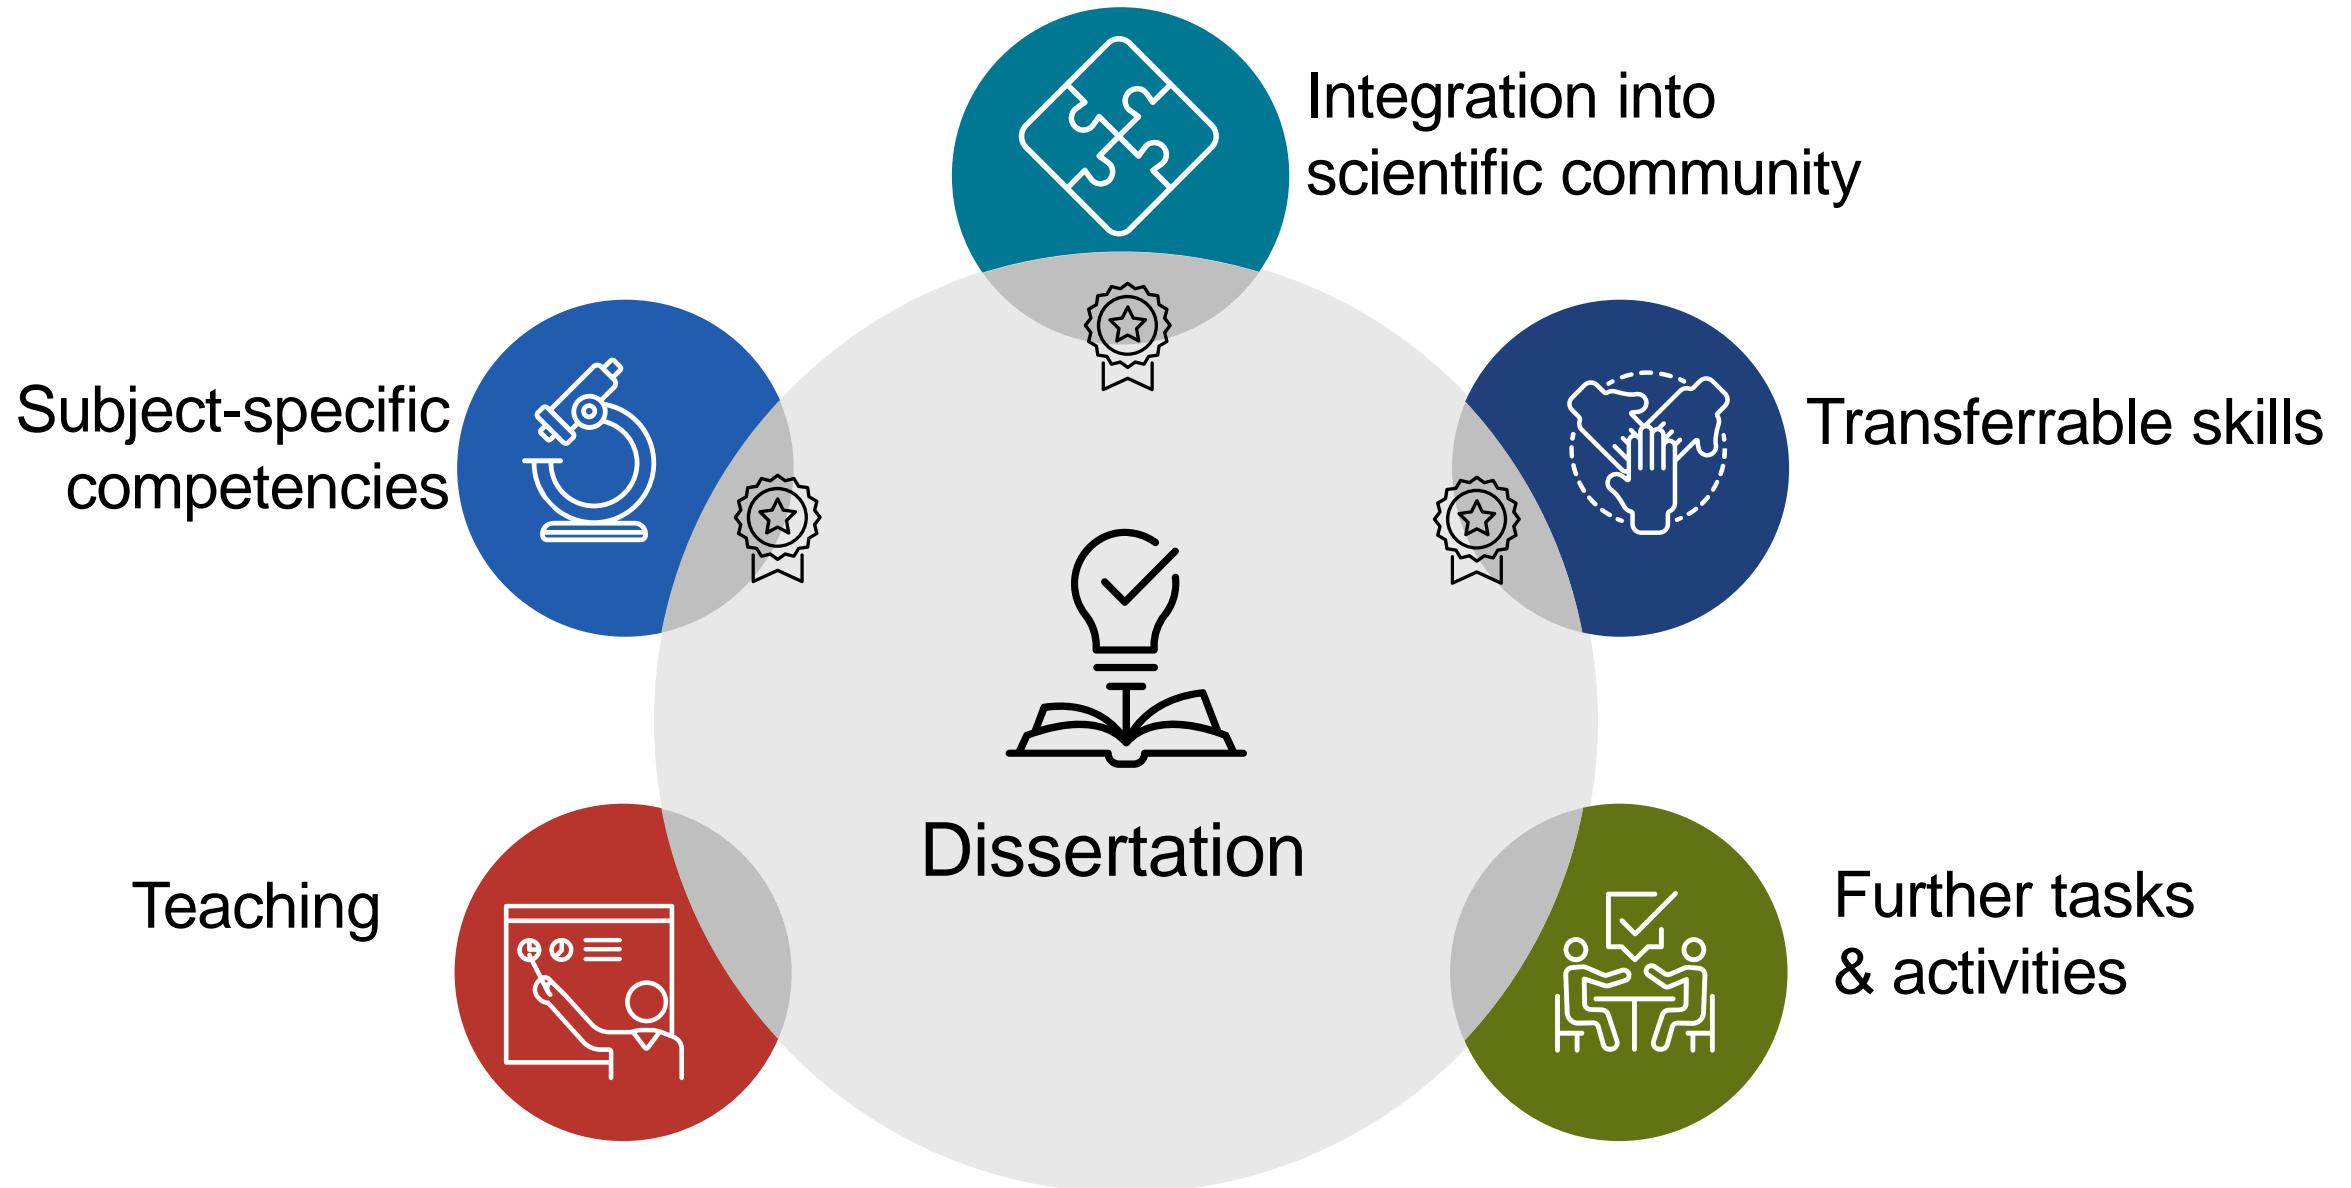 Integration into
scientific community
Subject-specific
competencies
Transferrable skills
Dissertation
Teaching
Further tasks
& activities